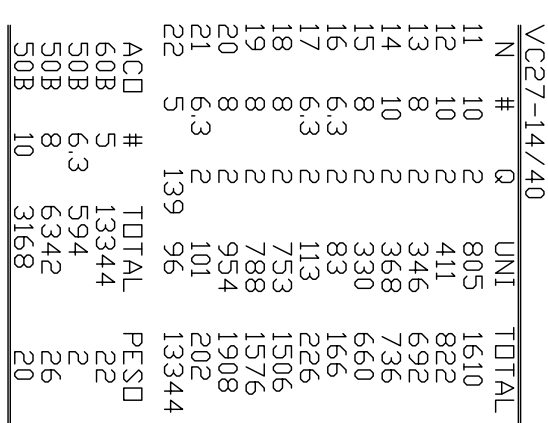 VC27-14/40
N # Q UNI TOTAL
11 10 2 805 1610
12 10 2 411 822
13 8 2 346 692
14 10 2 368 736
15 8 2 330 660
16 6.3 2 83 166
17 6.3 2 113 226
18 8 2 753 1506
19 8 2 788 1576
20 8 2 954 1908
21 6.3 2 101 202
22 5 139 96 13344
ACO # TOTAL PESO
60B 5 13344 22
50B 6.3 594 2
50B 8 6342 26
50B 10 3168 20